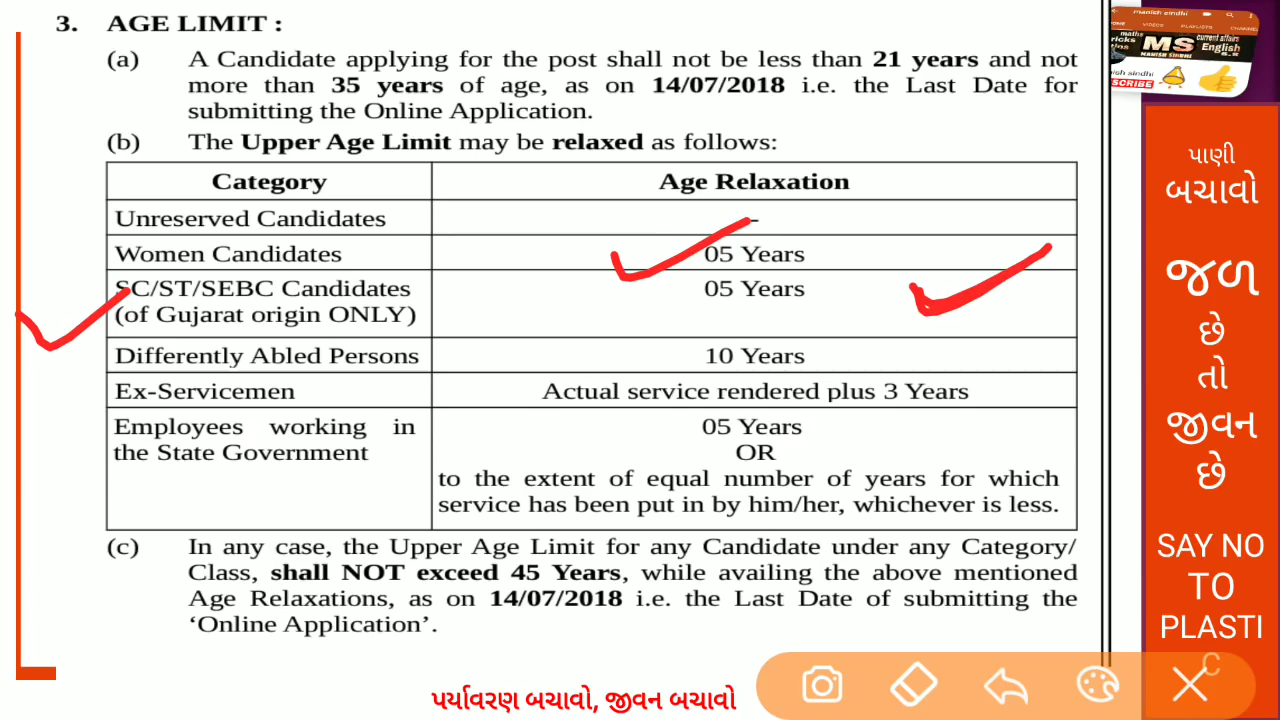 3. AGE LIMIT :
(a) A Candidate applying for the post shall not be less than 21 years and not
more than 35 years of age, as on 14/07/2018 i.e. the Last Date for
submitting the Online Application.
(b) The Upper Age Limit may be relaxed as follows:
Category Age Relaxation
Unreserved Candidates -
Women Candidates 05 Years
SC/ST/SEBC Candidates 05 Years
(of Gujarat origin ONLY)
Differently Abled Persons 10 Years
Ex-Servicemen Actual service rendered plus 3 Years
Employees working in 05 Years
the State Government OR
to the extent of equal number of years for which
service has been put in by him/her, whichever is less.
(c) In any case, the Upper Age Limit for any Candidate under any Category/
Class, shall NOT exceed 45 Years, while availing the above mentioned
Age Relaxations, as on 14/07/2018 i.e. the Last Date of submitting the
‘Online Application’.
પર્યાવરણ બચાવો, જીવન બચાવો
manish sindhi
HOME VIDEOS PLAYLISTS
maths current affairs
MS English
MANISH SINDHI
પાણી
બચાવો
જળ
છે
તો
જીવન
છે
SAY NO
TO
PLASTI
C